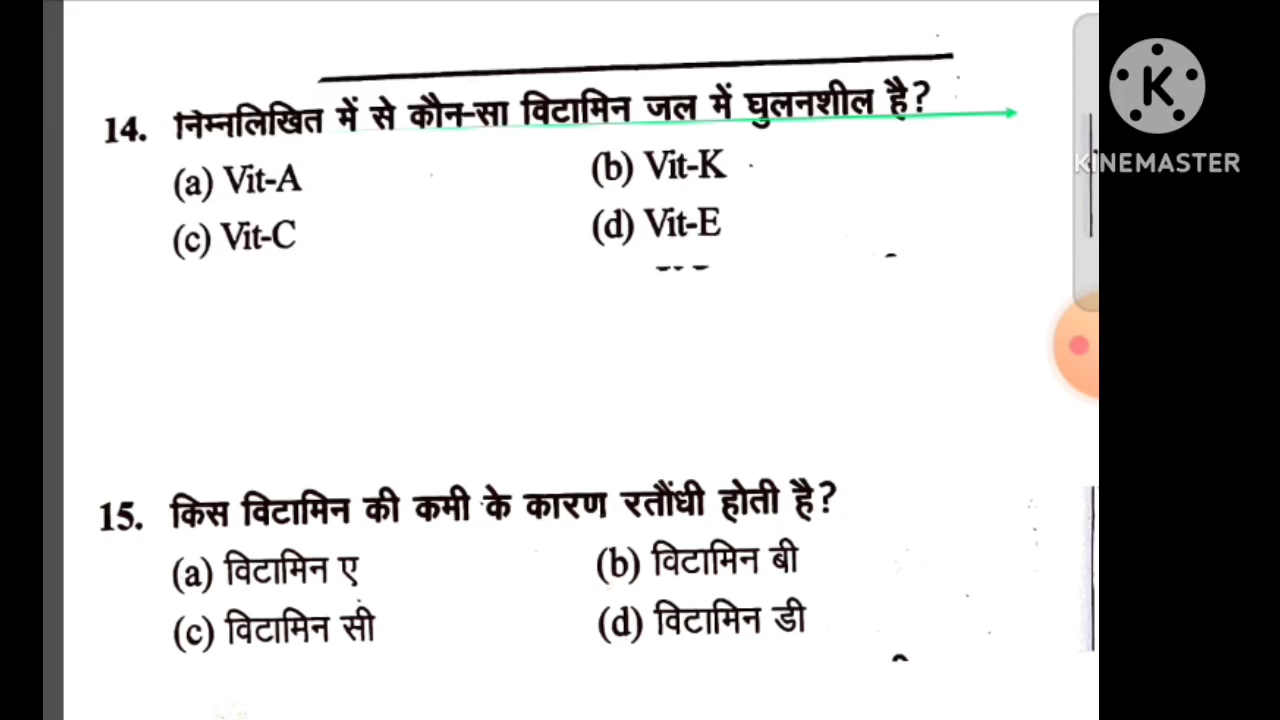 14. निम्नलिखित में से कौन-सा विटामिन जल में घुलनशील है?
(a) Vit-A (b) Vit-K
(c) Vit-C (d) Vit-E
KINEMASTER
15. किस विटामिन की कमी के कारण रतौंधी होती है?
(a) विटामिन ए (b) विटामिन बी
(c) विटामिन सी (d) विटामिन डी